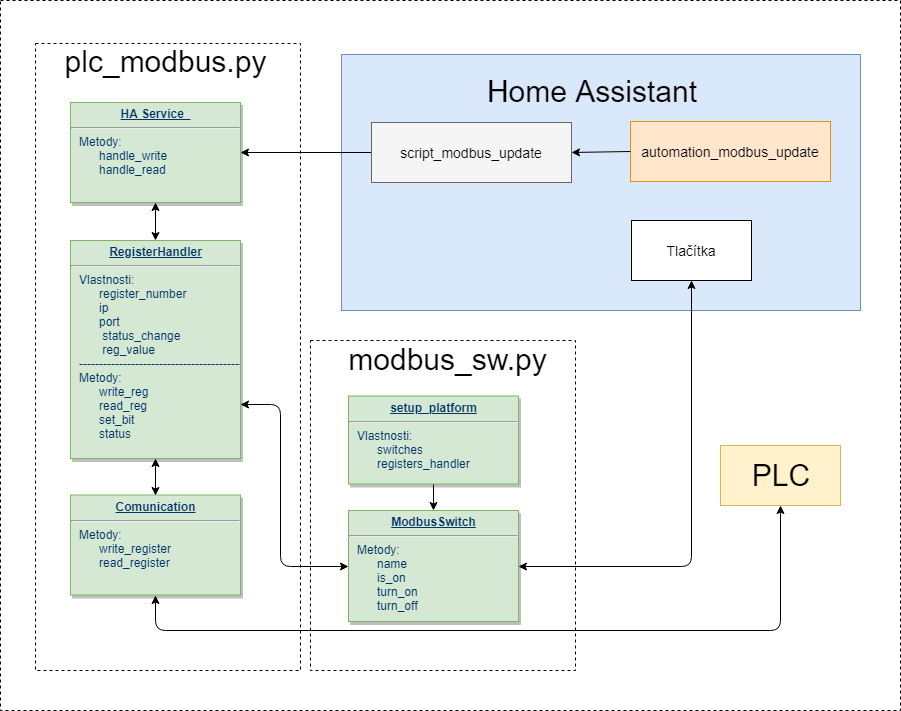 plc_modbus.py
HA Service
Metody:
handle_write
handle_read
RegisterHandler
Vlastnosti:
register_number
ip
port
status_change
reg_value
Metody:
write_reg
read_reg
set_bit
status
Comunication
Metody:
write_register
read_register
Home Assistant
script_modbus_update
automation_modbus_update
Tlačítka
modbus_sw.py
setup_platform
Vlastnosti:
switches
registers_handler
ModbusSwitch
Metody:
name
is_on
turn_on
turn_off
PLC